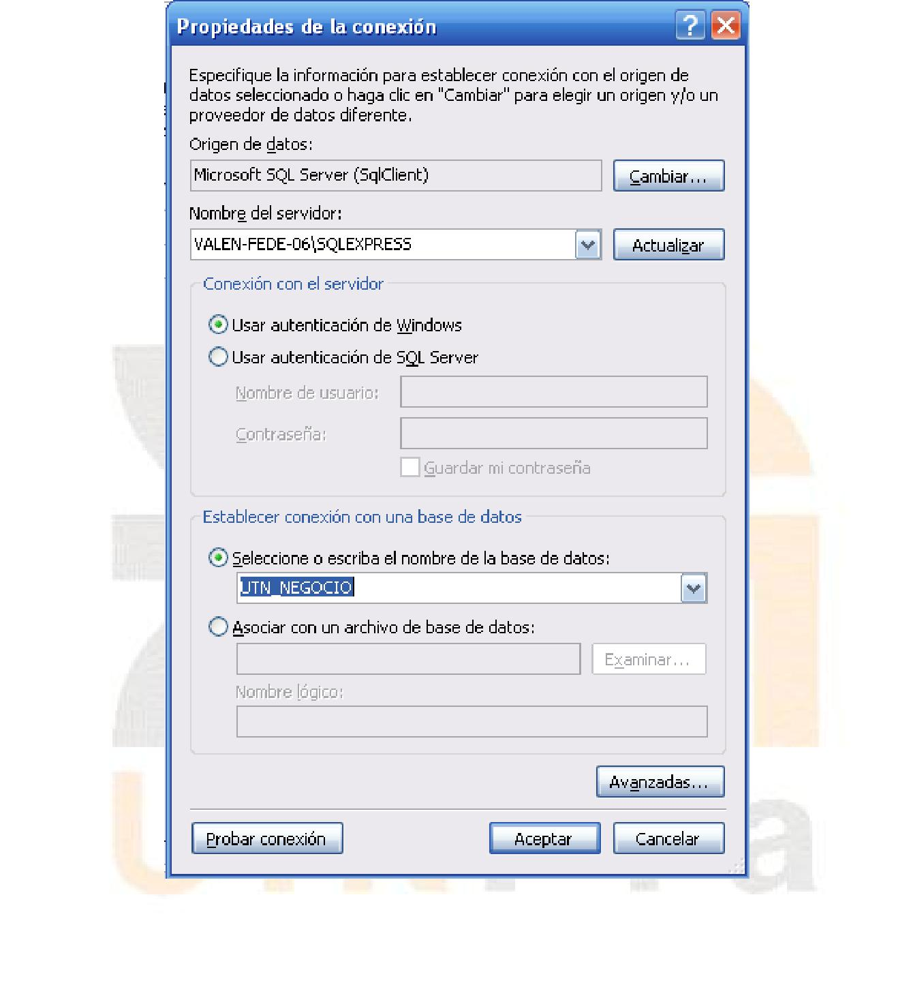 Propiedades de la conexión
Especifique la información para establecer conexión con el origen de
datos seleccionado o haga clic en "Cambiar" para elegir un origen y/o un
proveedor de datos diferente.
Origen de datos:
Microsoft SQL Server (SqlClient)
Cambiar...
Nombre del servidor:
VALEN-FEDE-06\SQLEXPRESS
Actualizar
Conexión con el servidor
Usar autenticación de Windows
Usar autenticación de SQL Server
Nombre de usuario:
Contraseña:
Guardar mi contraseña
Establecer conexión con una base de datos
Seleccione o escriba el nombre de la base de datos:
UTN_NEGOCIO
Asociar con un archivo de base de datos:
Examinar...
Nombre lógico:
Avanzadas...
Probar conexión
Aceptar
Cancelar